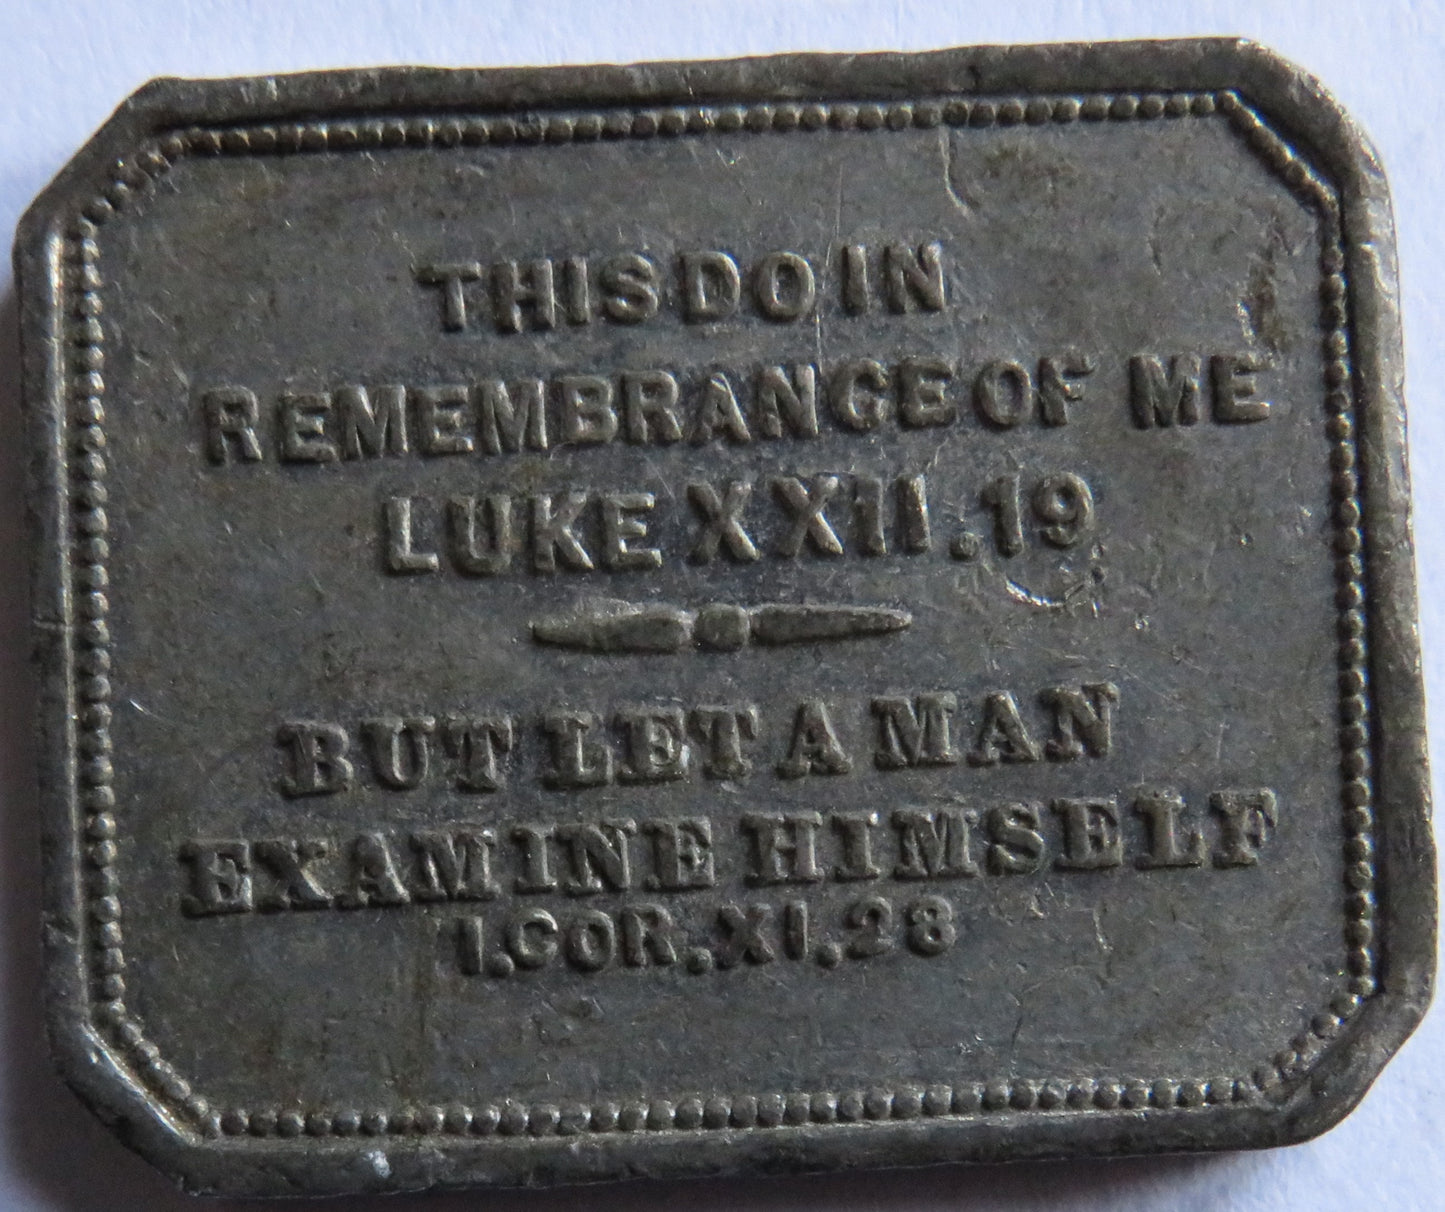 THIS DO IN
REMEMBRANCE OF ME
LUKE XXII.19
BUT LET A MAN
EXAMINE HIMSELF
I.COR.XI.28